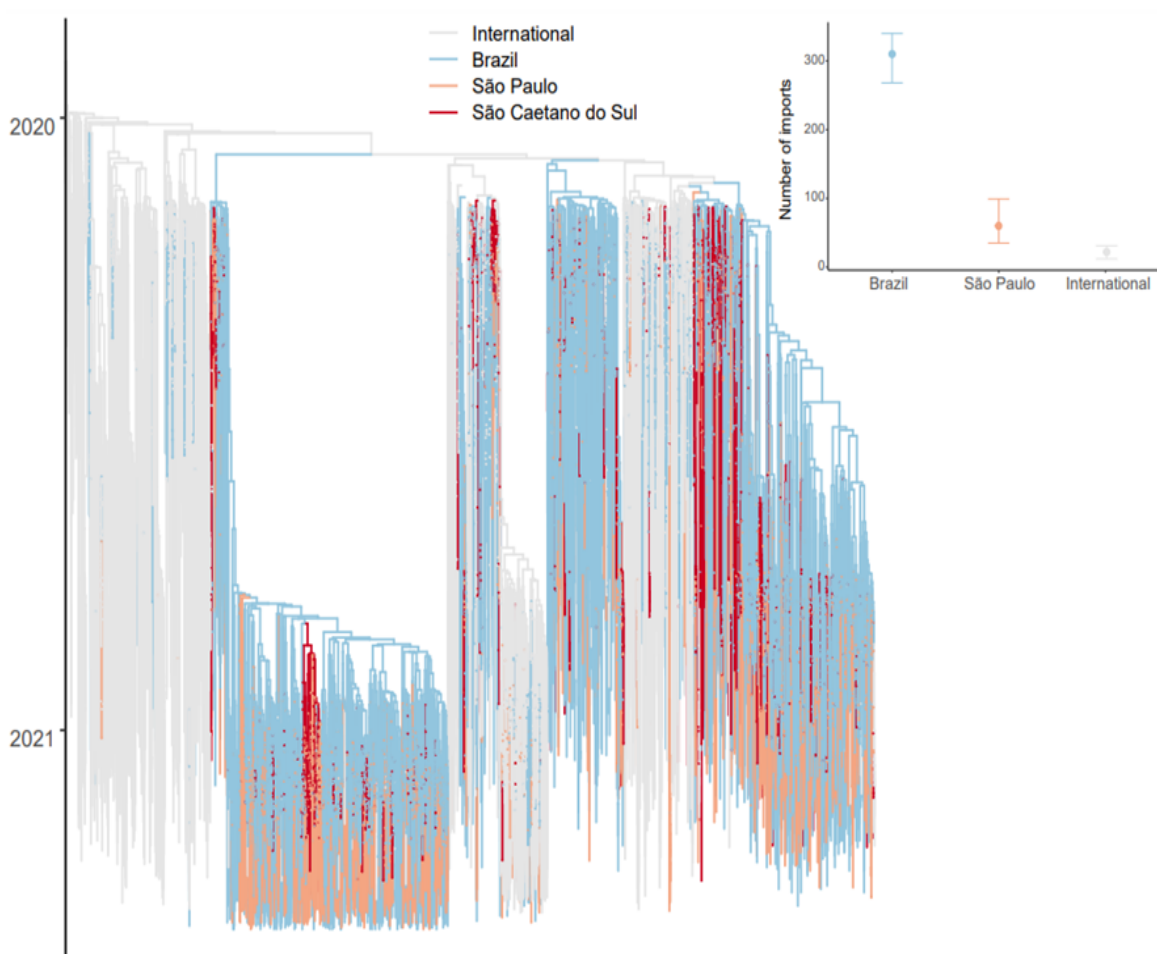 International
Brazil
São Paulo
São Caetano do Sul
2020
2021
Number of imports
300
200
100
0
Brazil
São Paulo
International